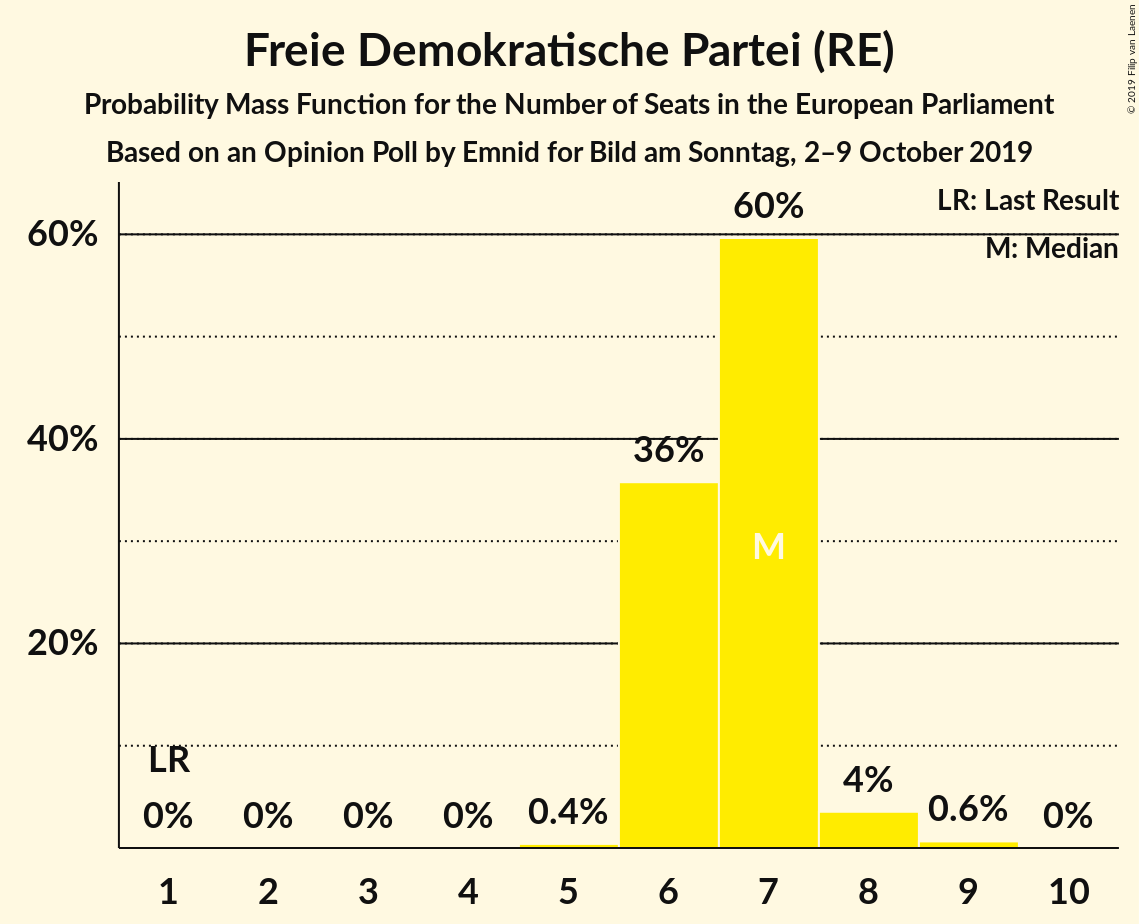 Freie Demokratische Partei (RE)
Probability Mass Function for the Number of Seats in the European Parliament
Based on an Opinion Poll by Emnid for Bild am Sonntag, 2–9 October 2019
© 2019 Filip van Laenen
LR: Last Result
M: Median
60%
40%
20%
60%
36%
M
LR
0%
0%
0%
0%
0.4%
4%
0.6%
0%
1 2 3 4 5 6 7 8 9 10